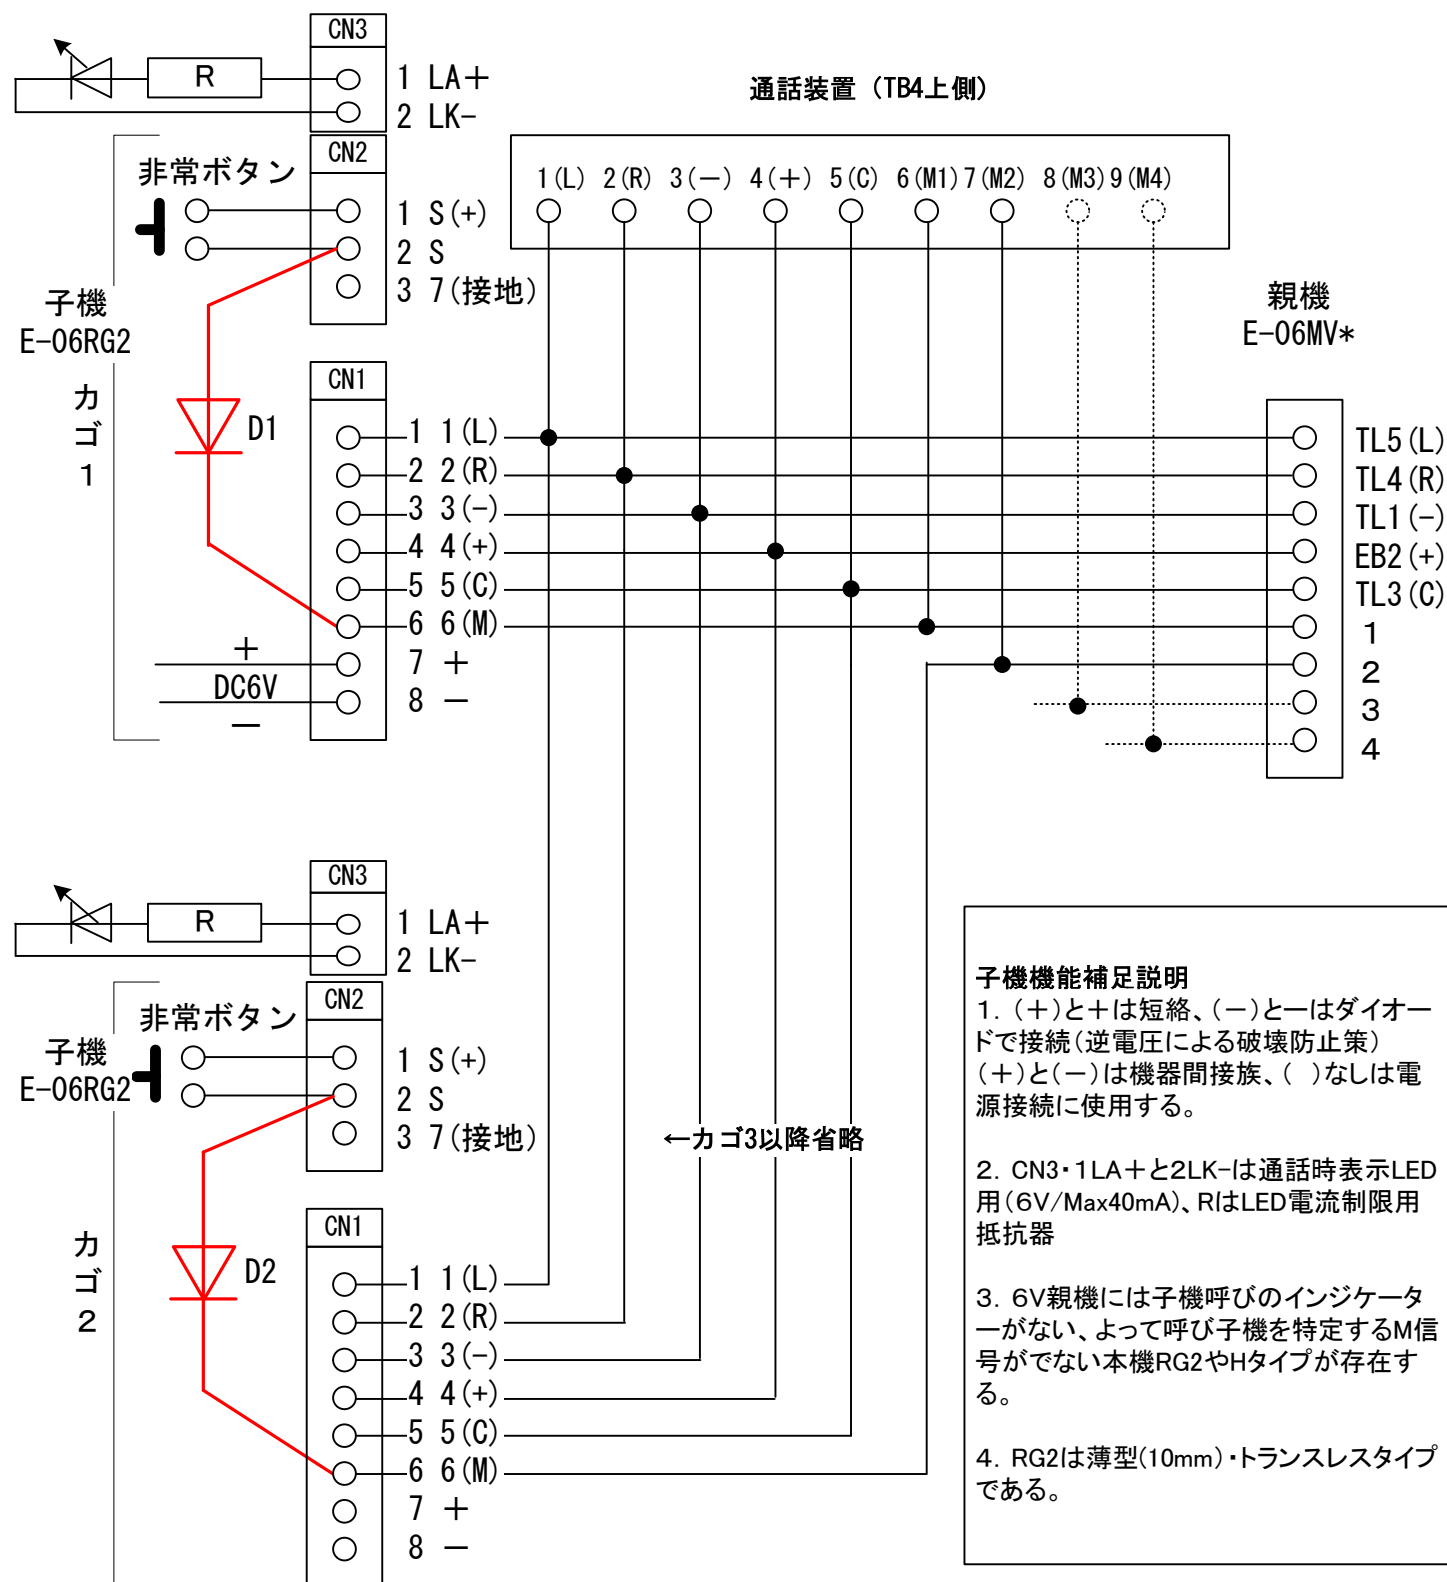 CN3
R
1 LA＋
2 LK-
通話装置（TB4上側）
CN2
非常ボタン
1 S(+)
2 S
3 7(接地)
1(L) 2(R) 3(－) 4(＋) 5(C) 6(M1) 7(M2) 8(M3) 9(M4)
子機
E-06RG2
親機
E-06MV*
カゴ1
D1
CN1
1 1(L)
2 2(R)
3 3(-)
4 4(+)
5 5(C)
6 6(M)
7 ＋
8 －
＋
DC6V
－
TL5(L)
TL4(R)
TL1(-)
EB2(+)
TL3(C)
1
2
3
4
CN3
R
1 LA＋
2 LK-
CN2
非常ボタン
1 S(+)
2 S
3 7(接地)
子機
E-06RG2
←カゴ3以降省略
カゴ2
D2
CN1
1 1(L)
2 2(R)
3 3(-)
4 4(+)
5 5(C)
6 6(M)
7 ＋
8 －
子機機能補足説明
1. （＋）と＋は短絡、（－）とーはダイオー
ドで接続（逆電圧による破壊防止策）
（＋）と（－）は機器間接族、（ ）なしは電
源接続に使用する。
2. CN3・1LA＋と2LK-は通話時表示LED
用（6V/Max40mA）、RはLED電流制限用
抵抗器
3. 6V親機には子機呼びのインジケータ
ーがない、よって呼び子機を特定するM信
号がでない本機RG2やHタイプが存在す
る。
4. RG2は薄型(10mm)・トランスレスタイプ
である。